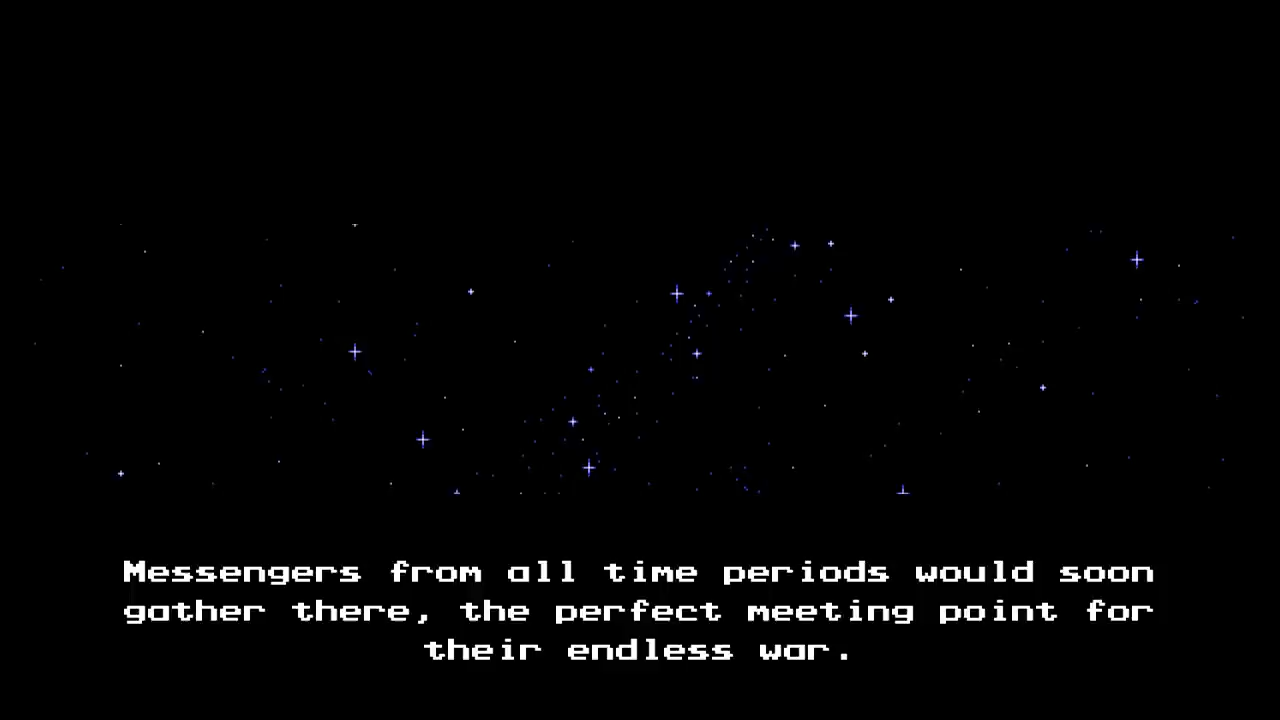 Messengers from all time periods would soon
gather there, the perfect meeting point for
their endless war.